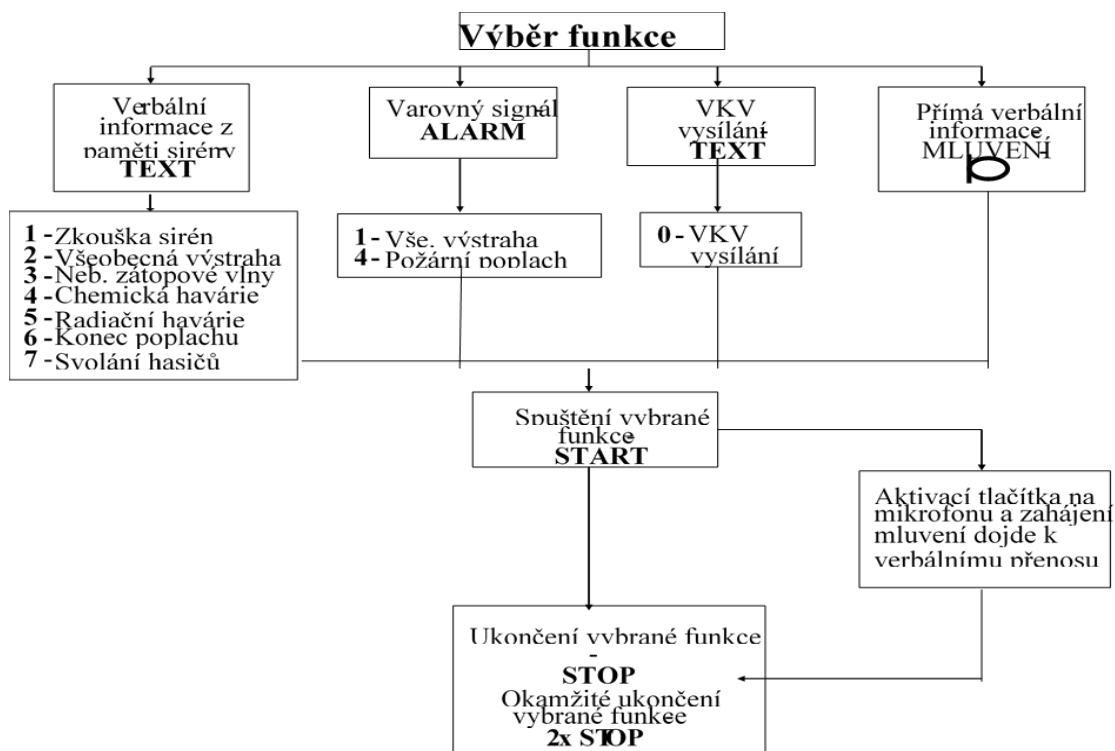 Výběr funkce
Verbální
informace z
paměti sirény -
TEXT
Varovný signál -
ALARM
VKV
vysílání -
TEXT
Přímá verbální
informace -
MLUVENÍ -
1 - Zkouška sirén
2 - Všeobecná výstraha
3 - Neb. zátopové vlny
4 - Chemická havárie
5 - Radiační havárie
6 - Konec poplachu
7 - Svolání hasičů
1 - Vše. výstraha
4 - Požární poplach
0 - VKV
vysílání
Spuštění vybrané
funkce -
START
Aktivací tlačítka na
mikrofonu a zahájení
mluvení dojde k
verbálnímu přenosu
Ukončení vybrané funkce
-
STOP
Okamžité ukončení
vybrané funkce -
2x STOP